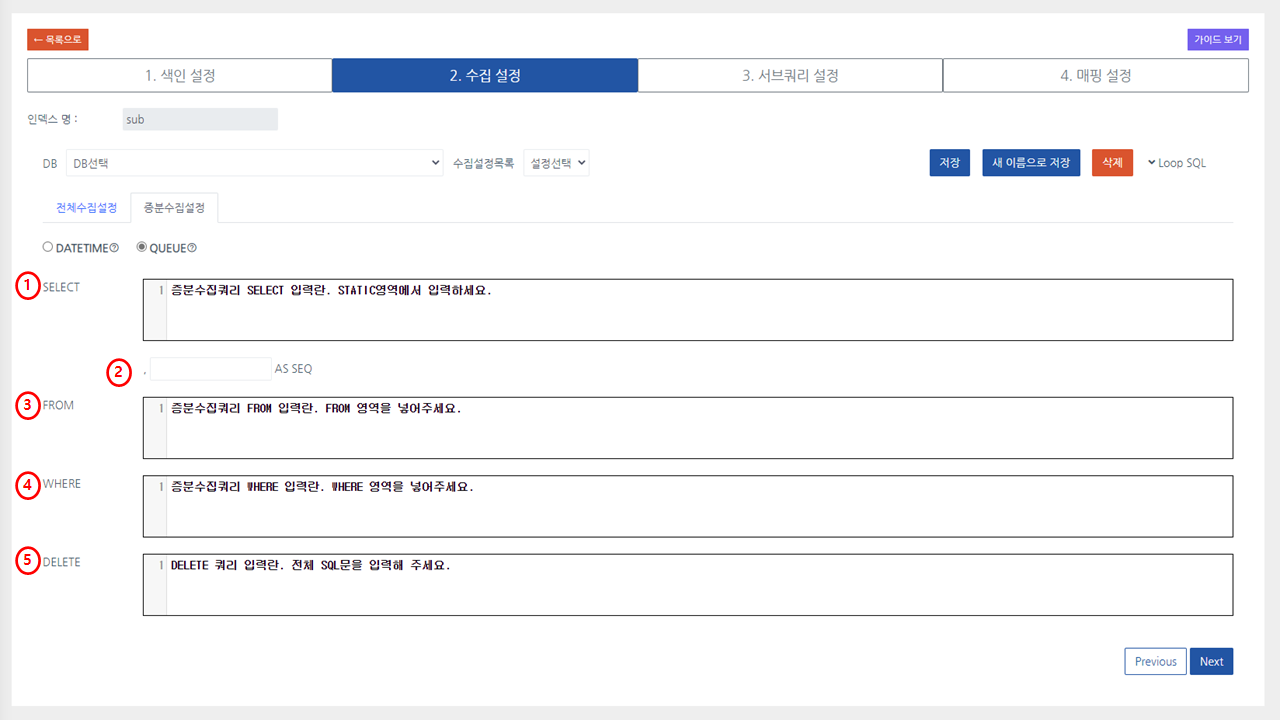 ← 목록으로 가이드 보기
1. 색인 설정 2. 수집 설정 3. 서브쿼리 설정 4. 매핑 설정
인덱스 명 : sub
DB DB선택 수집설정목록 설정선택 저장 새 이름으로 저장 삭제 Loop SQL
전체수집설정 증분수집설정
DATETIME? QUEUE?
1 SELECT 1 증분수집쿼리 SELECT 입력란. STATIC영역에서 입력하세요.
2 , AS SEQ
3 FROM 1 증분수집쿼리 FROM 입력란. FROM 영역을 넣어주세요.
4 WHERE 1 증분수집쿼리 WHERE 입력란. WHERE 영역을 넣어주세요.
5 DELETE 1 DELETE 쿼리 입력란. 전체 SQL문을 입력해 주세요.
Previous Next